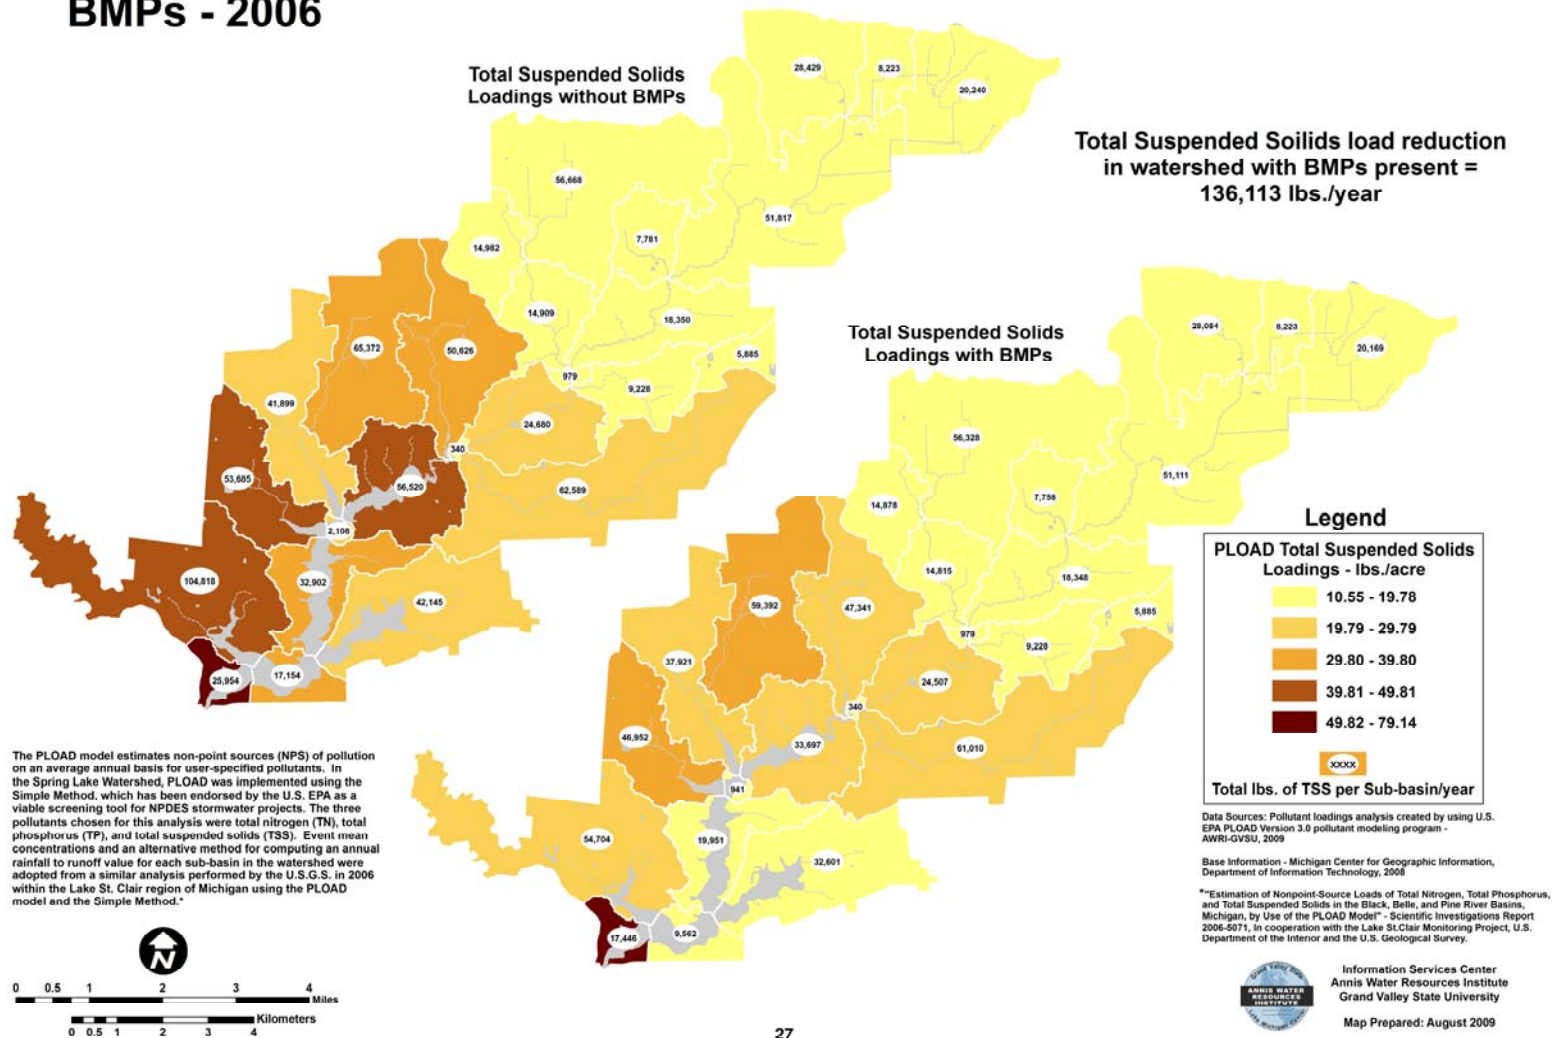 BMPs - 2006
Total Suspended Solids
Loadings without BMPs
28,429
8,223
20,240
56,668
51,817
7,781
14,982
14,909
18,350
65,372
50,626
5,885
979
9,228
41,899
24,680
340
53,685
56,520
62,589
2,108
104,818
32,902
42,145
25,954
17,154
Total Suspended Soilids load reduction
in watershed with BMPs present =
136,113 lbs./year
Total Suspended Solids
Loadings with BMPs
28,084
8,223
20,169
56,328
51,111
7,758
14,878
14,815
18,348
59,392
47,341
5,885
979
9,228
37,921
24,507
340
46,952
33,697
61,010
941
54,704
19,951
32,601
17,446
9,562
Legend
PLOAD Total Suspended Solids
Loadings - lbs./acre
10.55 - 19.78
19.79 - 29.79
29.80 - 39.80
39.81 - 49.81
49.82 - 79.14
xxxx
Total lbs. of TSS per Sub-basin/year
Data Sources: Pollutant loadings analysis created by using U.S.
EPA PLOAD Version 3.0 pollutant modeling program -
AWRI-GVSU, 2009
Base Information - Michigan Center for Geographic Information,
Department of Information Technology, 2008
*"Estimation of Nonpoint-Source Loads of Total Nitrogen, Total Phosphorus,
and Total Suspended Solids in the Black, Belle, and Pine River Basins,
Michigan, by Use of the PLOAD Model" - Scientific Investigations Report
2006-5071, In cooperation with the Lake St.Clair Monitoring Project, U.S.
Department of the Interior and the U.S. Geological Survey.
The PLOAD model estimates non-point sources (NPS) of pollution
on an average annual basis for user-specified pollutants. In
the Spring Lake Watershed, PLOAD was implemented using the
Simple Method, which has been endorsed by the U.S. EPA as a
viable screening tool for NPDES stormwater projects. The three
pollutants chosen for this analysis were total nitrogen (TN), total
phosphorus (TP), and total suspended solids (TSS). Event mean
concentrations and an alternative method for computing an annual
rainfall to runoff value for each sub-basin in the watershed were
adopted from a similar analysis performed by the U.S.G.S. in 2006
within the Lake St. Clair region of Michigan using the PLOAD
model and the Simple Method.*
N
0 0.5 1 2 3 4
Miles
Kilometers
0 0.5 1 2 3 4
Grand Valley State
ANNIS WATER
RESOURCES
INSTITUTE
Lake Michigan Center
Information Services Center
Annis Water Resources Institute
Grand Valley State University
Map Prepared: August 2009
27